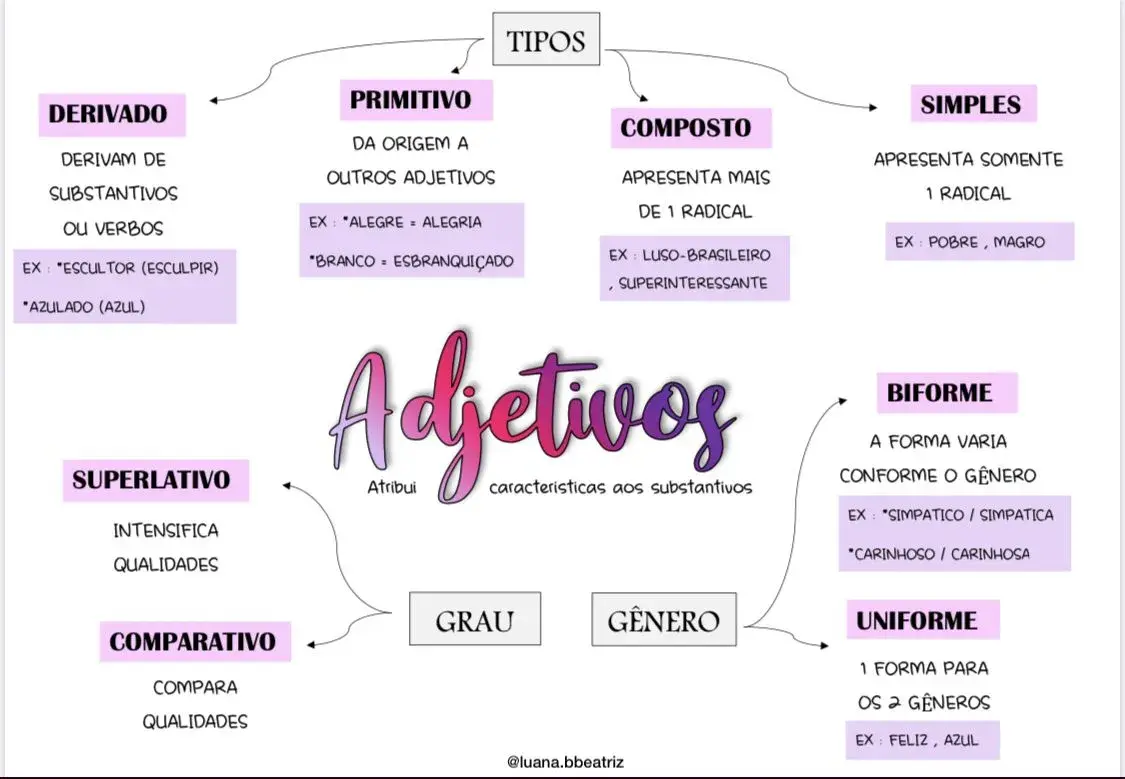 TIPOS
DERIVADO
DERIVAM DE
SUBSTANTIVOS
OU VERBOS
EX : *ESCULTOR (ESCULPIR)
*AZULADO (AZUL)
PRIMITIVO
DA ORIGEM A
OUTROS ADJETIVOS
EX : *ALEGRE = ALEGRIA
*BRANCO = ESBRANQUIÇADO
COMPOSTO
APRESENTA MAIS
DE 1 RADICAL
EX : LUSO-BRASILEIRO
, SUPERINTERESSANTE
SIMPLES
APRESENTA SOMENTE
1 RADICAL
EX : POBRE , MAGRO
Adjetivos
Atribui caracteristicas aos substantivos
SUPERLATIVO
INTENSIFICA
QUALIDADES
COMPARATIVO
COMPARA
QUALIDADES
GRAU
GÊNERO
BIFORME
A FORMA VARIA
CONFORME O GÊNERO
EX : *SIMPATICO / SIMPATICA
*CARINHOSO / CARINHOSA
UNIFORME
1 FORMA PARA
OS 2 GÊNEROS
EX : FELIZ , AZUL
@luana.bbeatriz